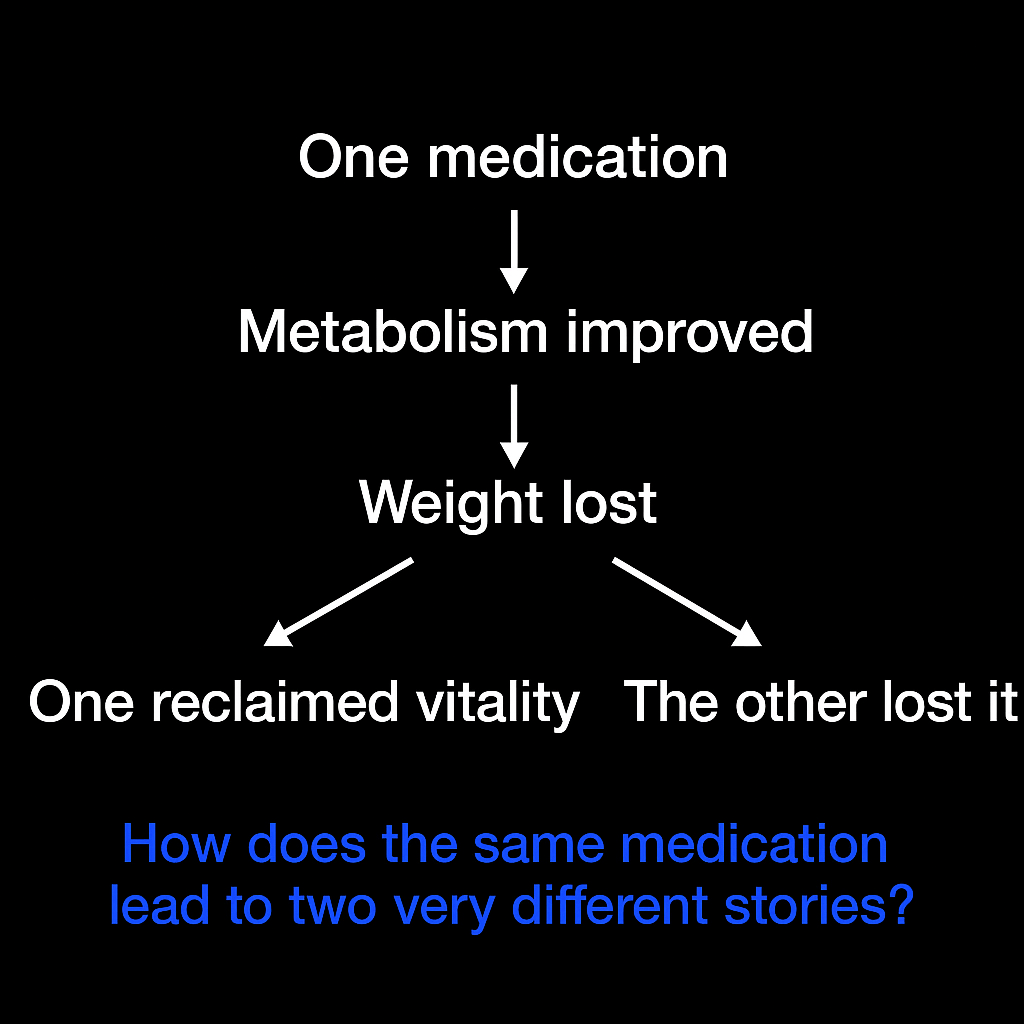 One medication
Metabolism improved
Weight lost
One reclaimed vitality
The other lost it
How does the same medication
lead to two very different stories?